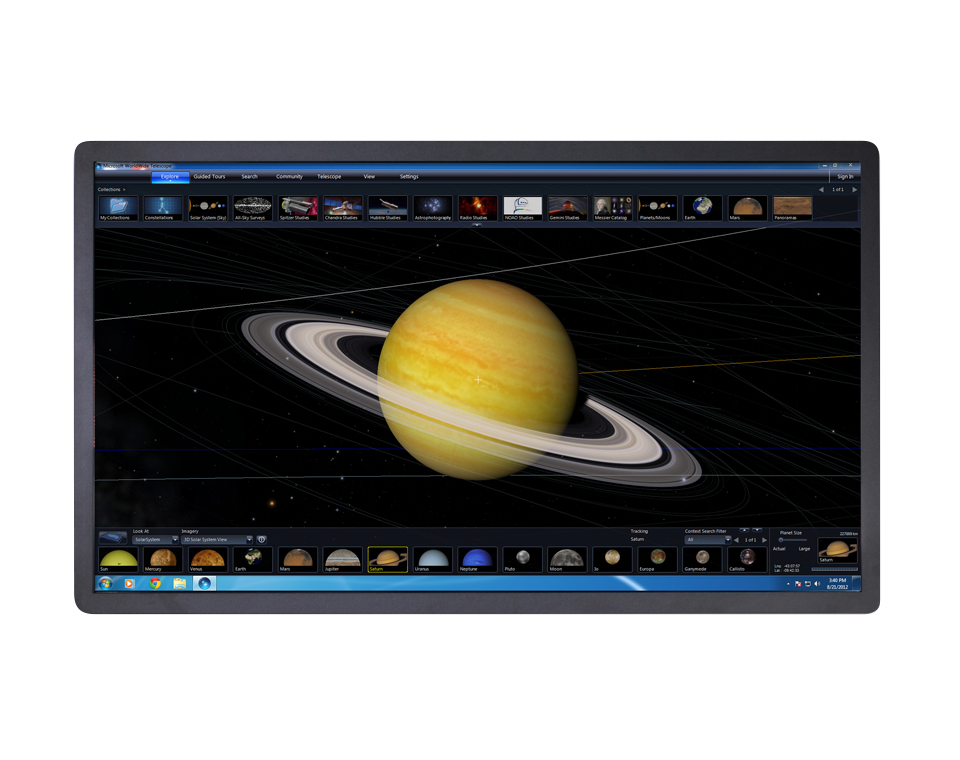 Microsoft WorldWide Telescope
Explore Guided Tours Search Community Telescope View Settings Sign In
Collections > 1 of 1
My Collections Constellations Solar System (Sky) All-Sky Surveys Spitzer Studies Chandra Studies Hubble Studies Astrophotography Radio Studies NOAO Studies Gemini Studies Messier Catalog Planets/Moons Earth Mars Panoramas
Look At Imagery Tracking Context Search Filter Planet Size
SolarSystem 3D Solar System View Saturn All 1 of 1 Actual Large
Sun Mercury Venus Earth Mars Jupiter Saturn Uranus Neptune Pluto Moon Io Europa Ganymede Callisto Saturn
3:40 PM
8/21/2012